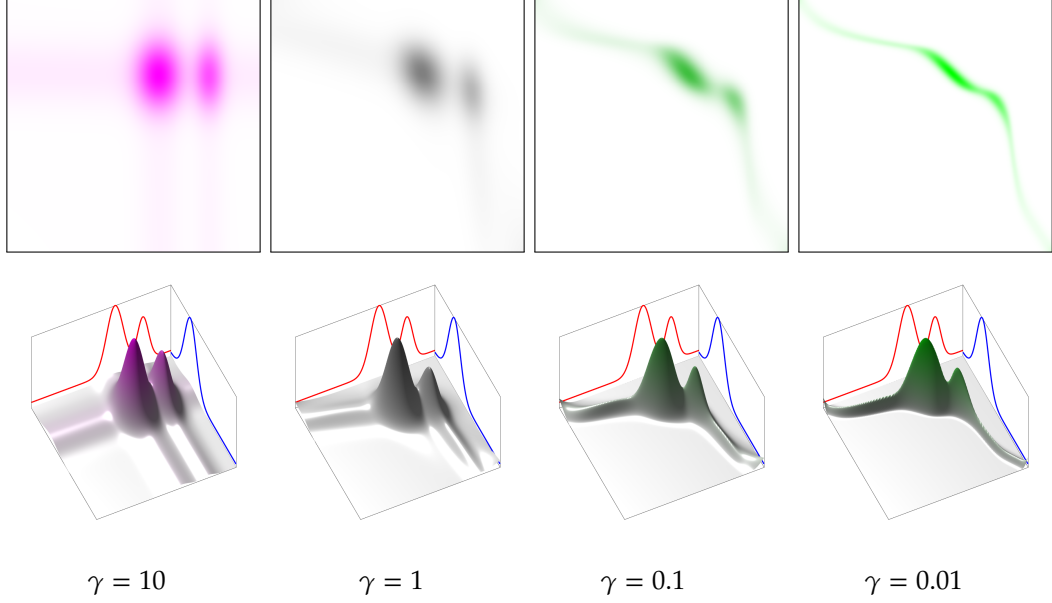 γ = 10 γ = 1 γ = 0.1 γ = 0.01